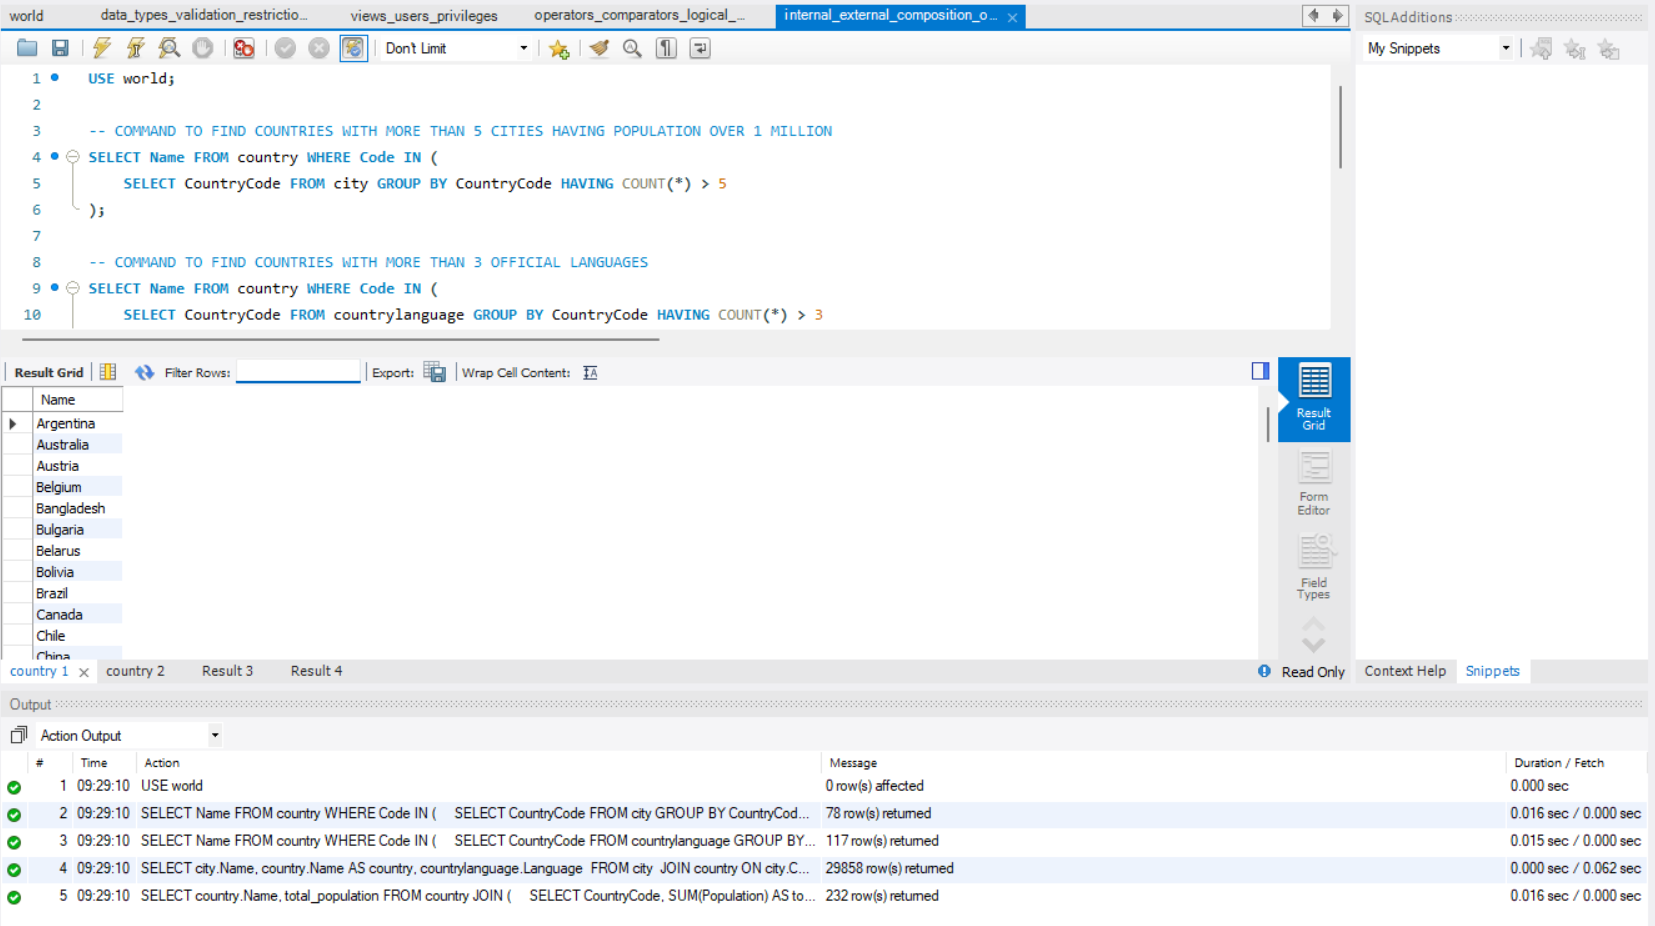 world data_types_validation_restrictio... views_users_privileges operators_comparators_logical_... internal_external_composition_o... SQLAdditions
Don't Limit My Snippets
1 USE world;
2
3 -- COMMAND TO FIND COUNTRIES WITH MORE THAN 5 CITIES HAVING POPULATION OVER 1 MILLION
4 SELECT Name FROM country WHERE Code IN (
5 SELECT CountryCode FROM city GROUP BY CountryCode HAVING COUNT(*) > 5
6 );
7
8 -- COMMAND TO FIND COUNTRIES WITH MORE THAN 3 OFFICIAL LANGUAGES
9 SELECT Name FROM country WHERE Code IN (
10 SELECT CountryCode FROM countrylanguage GROUP BY CountryCode HAVING COUNT(*) > 3
Result Grid Filter Rows: Export: Wrap Cell Content:
Name
Argentina
Australia
Austria
Belgium
Bangladesh
Bulgaria
Belarus
Bolivia
Brazil
Canada
Chile
China
Result
Grid
Form
Editor
Field
Types
country 1 country 2 Result 3 Result 4 Read Only Context Help Snippets
Output
Action Output
# Time Action Message Duration / Fetch
1 09:29:10 USE world 0 row(s) affected 0.000 sec
2 09:29:10 SELECT Name FROM country WHERE Code IN ( SELECT CountryCode FROM city GROUP BY CountryCod... 78 row(s) returned 0.016 sec / 0.000 sec
3 09:29:10 SELECT Name FROM country WHERE Code IN ( SELECT CountryCode FROM countrylanguage GROUP BY... 117 row(s) returned 0.015 sec / 0.000 sec
4 09:29:10 SELECT city.Name, country.Name AS country, countrylanguage.Language FROM city JOIN country ON city.C... 29858 row(s) returned 0.000 sec / 0.062 sec
5 09:29:10 SELECT country.Name, total_population FROM country JOIN ( SELECT CountryCode, SUM(Population) AS to... 232 row(s) returned 0.016 sec / 0.000 sec